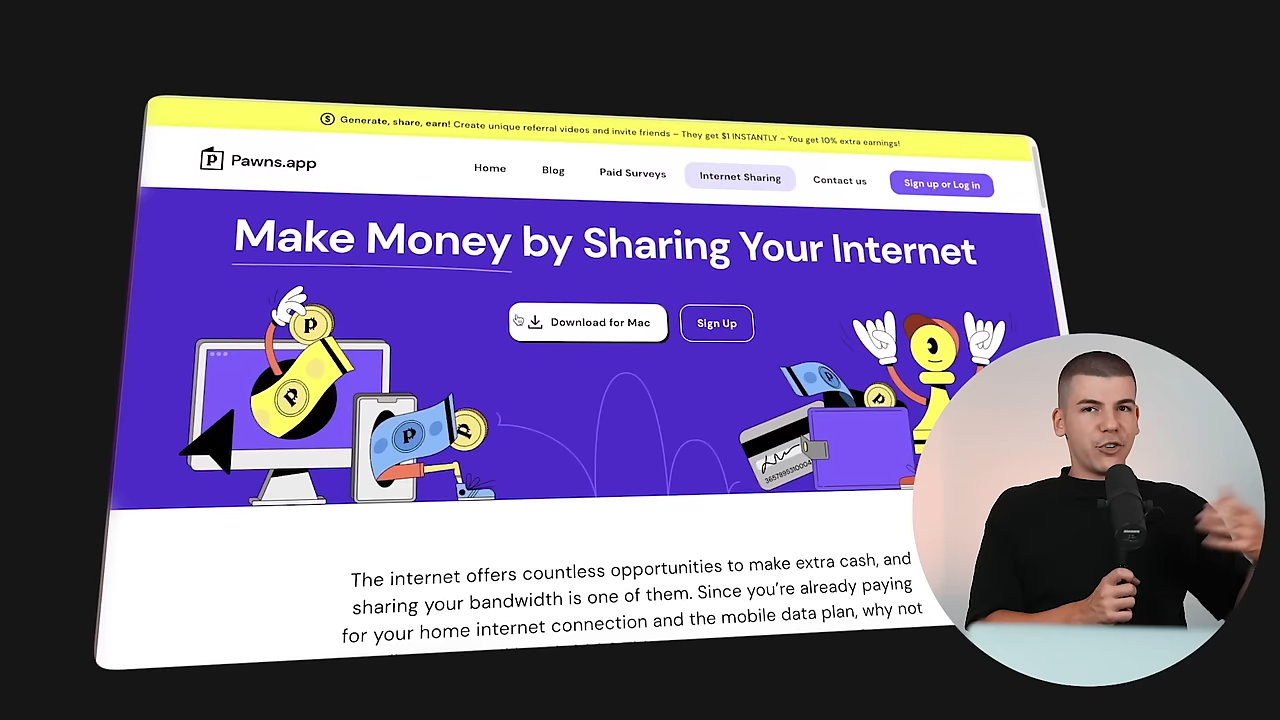 Generate, share, earn! Create unique referral videos and invite friends – They get $1 INSTANTLY – You get 10% extra earnings!
Pawns.app
Home
Blog
Paid Surveys
Internet Sharing
Contact us
Sign up or Log in
Make Money by Sharing Your Internet
Download for Mac
Sign Up
The internet offers countless opportunities to make extra cash, and
sharing your bandwidth is one of them. Since you're already paying
for your home internet connection and the mobile data plan, why not